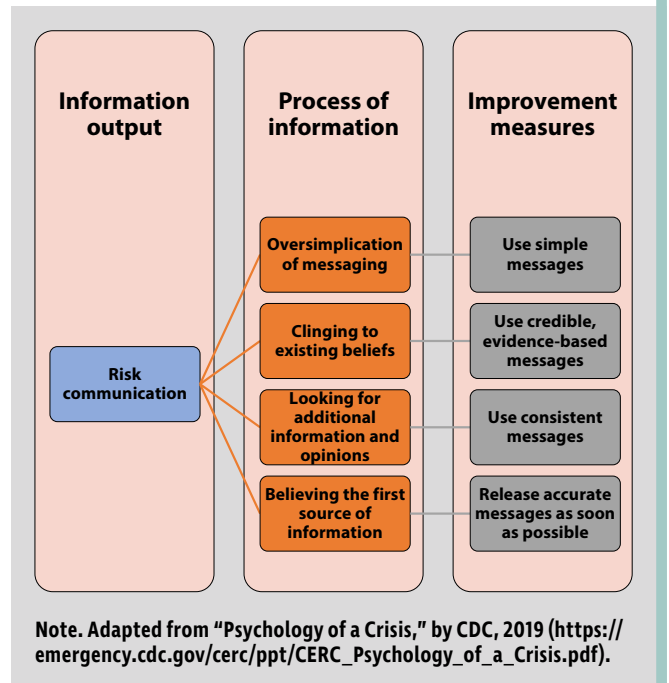 Information
output
Process of
information
Improvement
measures
Risk
communication
Oversimplication
of messaging
Clinging to
existing beliefs
Looking for
additional
information and
opinions
Believing the first
source of
information
Use simple
messages
Use credible,
evidence-based
messages
Use consistent
messages
Release accurate
messages as soon
as possible
Note. Adapted from “Psychology of a Crisis,” by CDC, 2019 (https://
emergency.cdc.gov/cerc/ppt/CERC_Psychology_of_a_Crisis.pdf).